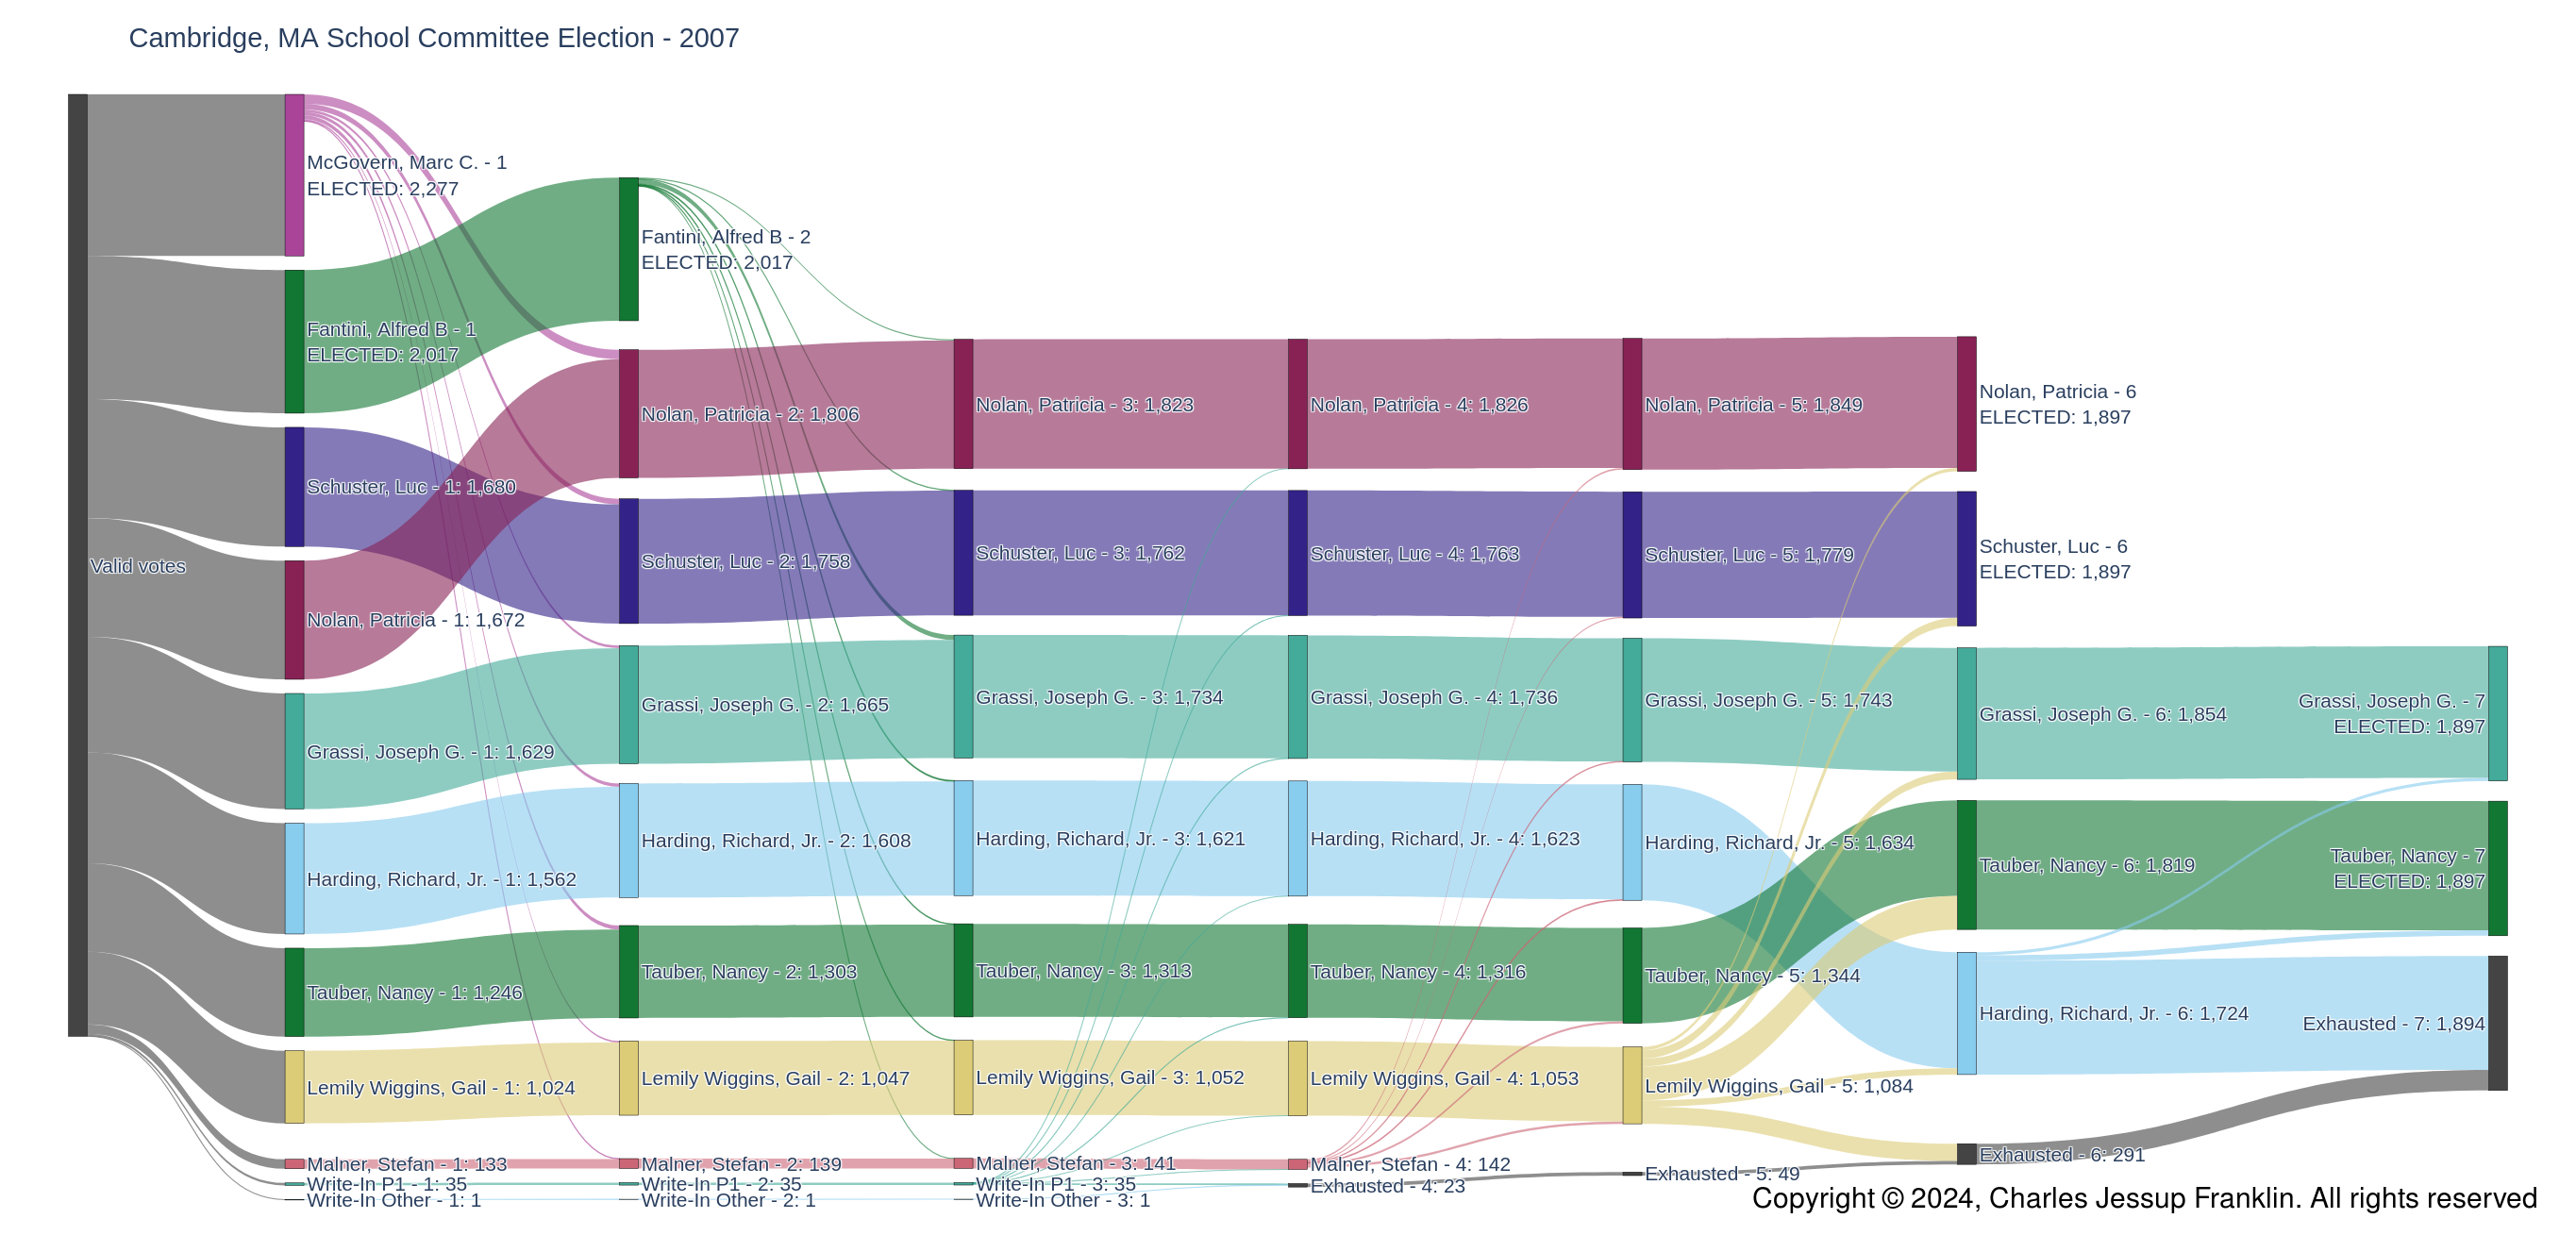 Cambridge, MA School Committee Election - 2007
Valid votes
McGovern, Marc C. - 1
ELECTED: 2,277
Fantini, Alfred B - 1
ELECTED: 2,017
Schuster, Luc - 1: 1,680
Nolan, Patricia - 1: 1,672
Grassi, Joseph G. - 1: 1,629
Harding, Richard, Jr. - 1: 1,562
Tauber, Nancy - 1: 1,246
Lemily Wiggins, Gail - 1: 1,024
Malner, Stefan - 1: 133
Write-In P1 - 1: 35
Write-In Other - 1: 1
Fantini, Alfred B - 2
ELECTED: 2,017
Nolan, Patricia - 2: 1,806
Schuster, Luc - 2: 1,758
Grassi, Joseph G. - 2: 1,665
Harding, Richard, Jr. - 2: 1,608
Tauber, Nancy - 2: 1,303
Lemily Wiggins, Gail - 2: 1,047
Malner, Stefan - 2: 139
Write-In P1 - 2: 35
Write-In Other - 2: 1
Nolan, Patricia - 3: 1,823
Schuster, Luc - 3: 1,762
Grassi, Joseph G. - 3: 1,734
Harding, Richard, Jr. - 3: 1,621
Tauber, Nancy - 3: 1,313
Lemily Wiggins, Gail - 3: 1,052
Malner, Stefan - 3: 141
Write-In P1 - 3: 35
Write-In Other - 3: 1
Nolan, Patricia - 4: 1,826
Schuster, Luc - 4: 1,763
Grassi, Joseph G. - 4: 1,736
Harding, Richard, Jr. - 4: 1,623
Tauber, Nancy - 4: 1,316
Lemily Wiggins, Gail - 4: 1,053
Malner, Stefan - 4: 142
Exhausted - 4: 23
Nolan, Patricia - 5: 1,849
Schuster, Luc - 5: 1,779
Grassi, Joseph G. - 5: 1,743
Harding, Richard, Jr. - 5: 1,634
Tauber, Nancy - 5: 1,344
Lemily Wiggins, Gail - 5: 1,084
Exhausted - 5: 49
Nolan, Patricia - 6
ELECTED: 1,897
Schuster, Luc - 6
ELECTED: 1,897
Grassi, Joseph G. - 6: 1,854
Tauber, Nancy - 6: 1,819
Harding, Richard, Jr. - 6: 1,724
Exhausted - 6: 291
Grassi, Joseph G. - 7
ELECTED: 1,897
Tauber, Nancy - 7
ELECTED: 1,897
Exhausted - 7: 1,894
Copyright © 2024, Charles Jessup Franklin. All rights reserved